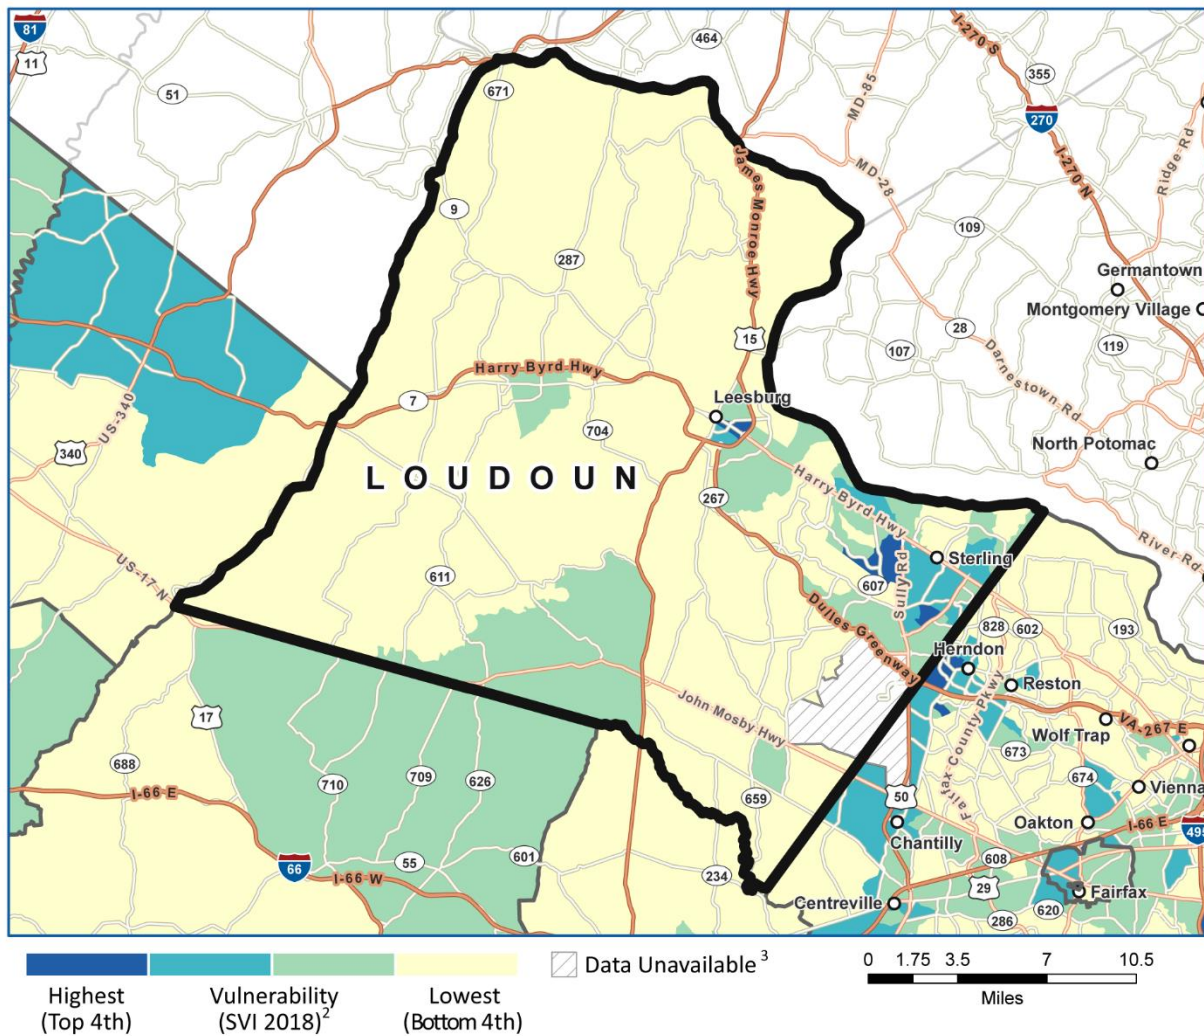 81
11
51
671
464
I-270 S
355
270
I-270 N
Ridge Rd
MD-85
MD-28
James Monroe Hwy
9
287
109
Germantown
Montgomery Village
28
107
119
Darnestown Rd
15
Harry Byrd Hwy
7
US-340
340
Leesburg
704
North Potomac
LOUDOUN
267
Harry Byrd Hwy
River Rd
US-17 N
611
607
Sully Rd
Sterling
Dulles Greenway
828
602
193
Herndon
Reston
17
John Mosby Hwy
Fairfax County Pkwy
Wolf Trap
VA-267 E
673
688
710
709
626
659
50
674
Vienna
I-66 E
66
I-66 W
55
601
234
Chantilly
Oakton
I-66 E
495
608
29
Fairfax
Centreville
286
620
Highest
(Top 4th)
Vulnerability
(SVI 2018)2
Lowest
(Bottom 4th)
Data Unavailable3
0 1.75 3.5 7 10.5
Miles